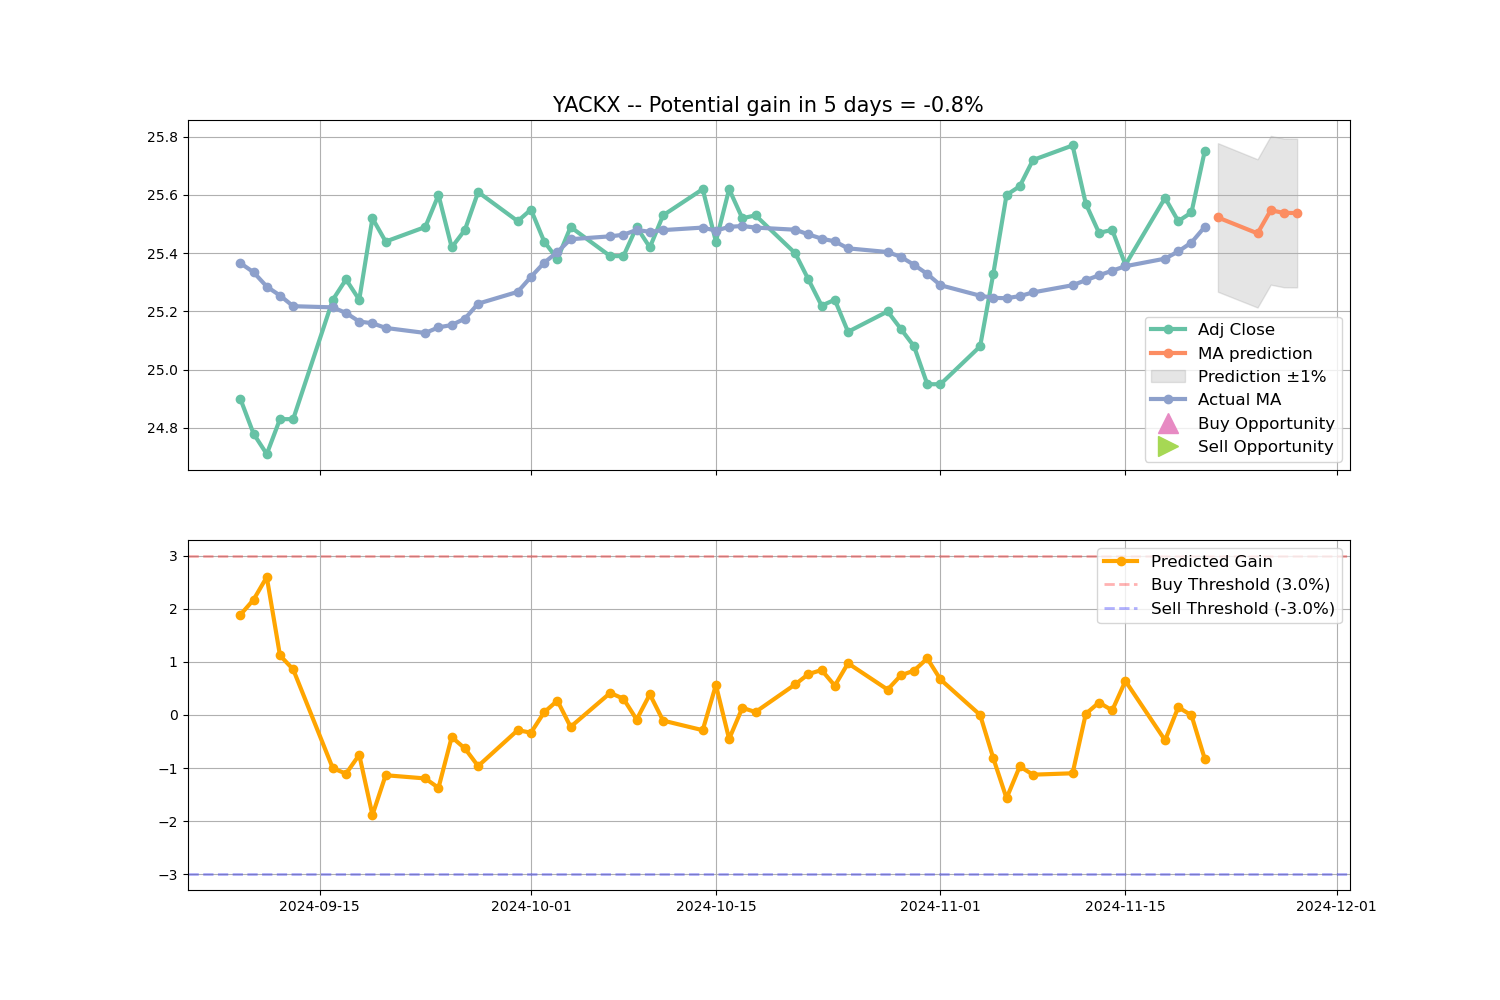 YACKX -- Potential gain in 5 days = -0.8%
25.8
25.6
25.4
25.2
25.0
24.8
Adj Close
MA prediction
Prediction ±1%
Actual MA
Buy Opportunity
Sell Opportunity
3
2
1
0
−1
−2
−3
Predicted Gain
Buy Threshold (3.0%)
Sell Threshold (-3.0%)
2024-09-15
2024-10-01
2024-10-15
2024-11-01
2024-11-15
2024-12-01